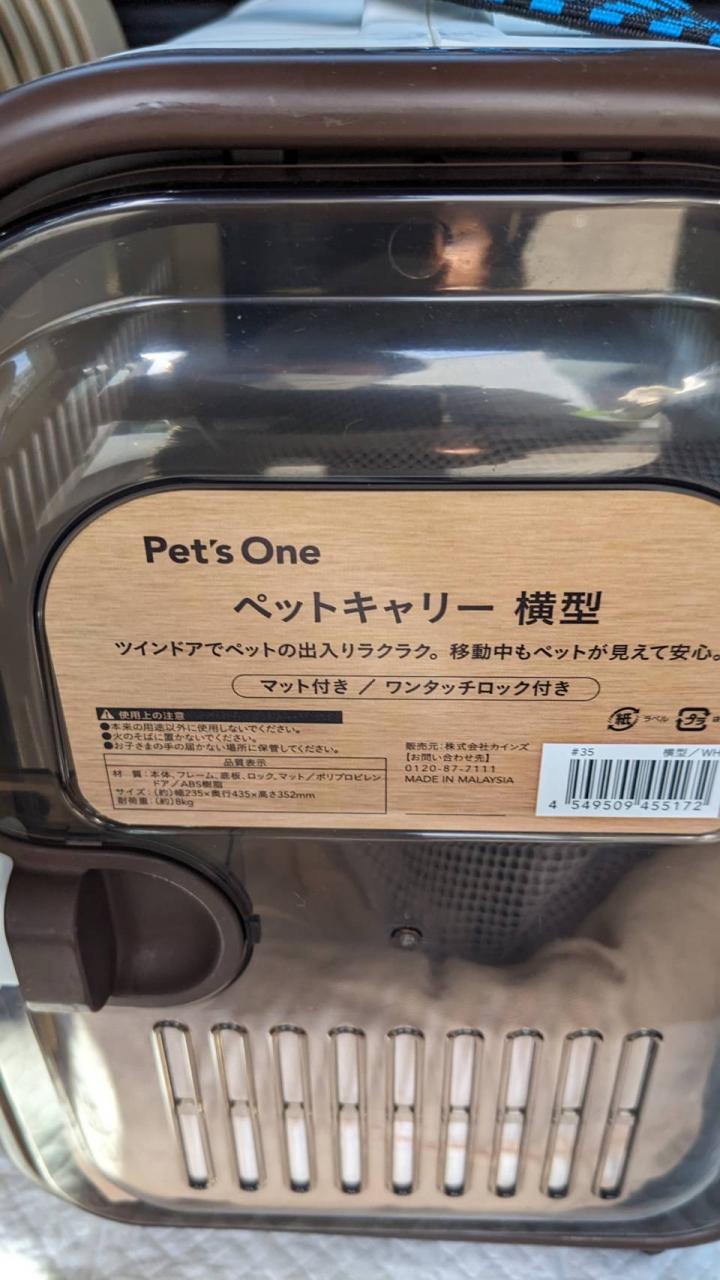 Pet's One
ペットキャリー 横型
ツインドアでペットの出入りラクラク。移動中もペットが見えて安心。
マット付き / ワンタッチロック付き
使用上の注意
●本来の用途以外に使用しないでください。
●火のそばに置かないでください。
●お子さまの手の届かない場所に保管してください。
品質表示
材 質：本体、フレーム、底板、ロック、マット/ポリプロピレン
ドア/ABS樹脂
サイズ：(約)幅235×奥行435×高さ352mm
耐荷重：(約)8kg
販売元：株式会社カインズ
【お問い合わせ先】
0120-87-7111
MADE IN MALAYSIA
紙 ラベル プラ
#35 横型/WH
4 549509 455172